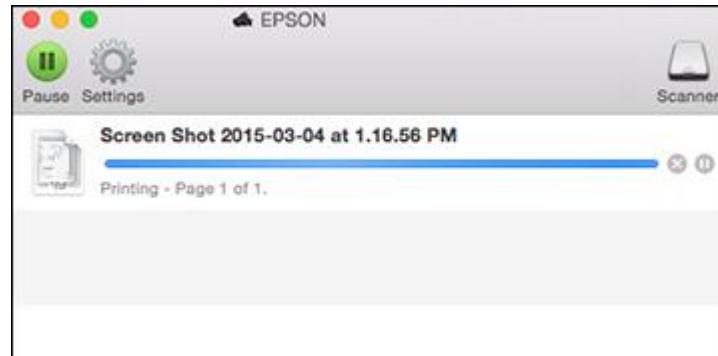 EPSON
Pause Settings Scanner
Screen Shot 2015-03-04 at 1.16.56 PM
Printing - Page 1 of 1.